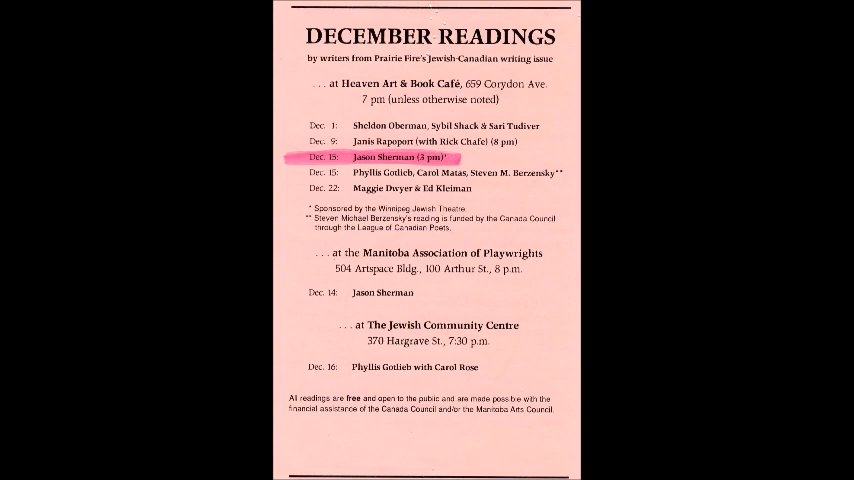 DECEMBER READINGS
by writers from Prairie Fire's Jewish-Canadian writing issue
. . . at Heaven Art & Book Café, 659 Corydon Ave.
7 pm (unless otherwise noted)
Dec. 1: Sheldon Oberman, Sybil Shack & Sari Tudiver
Dec. 9: Janis Rapoport (with Rick Chafe) (8 pm)
Dec. 15: Jason Sherman (3 pm)*
Dec. 15: Phyllis Gotlieb, Carol Matas, Steven M. Berzensky**
Dec. 22: Maggie Dwyer & Ed Kleiman
* Sponsored by the Winnipeg Jewish Theatre.
** Steven Michael Berzensky's reading is funded by the Canada Council
through the League of Canadian Poets.
. . . at the Manitoba Association of Playwrights
504 Artspace Bldg., 100 Arthur St., 8 p.m.
Dec. 14: Jason Sherman
. . . at The Jewish Community Centre
370 Hargrave St., 7:30 p.m.
Dec. 16: Phyllis Gotlieb with Carol Rose
All readings are free and open to the public and are made possible with the
financial assistance of the Canada Council and/or the Manitoba Arts Council.